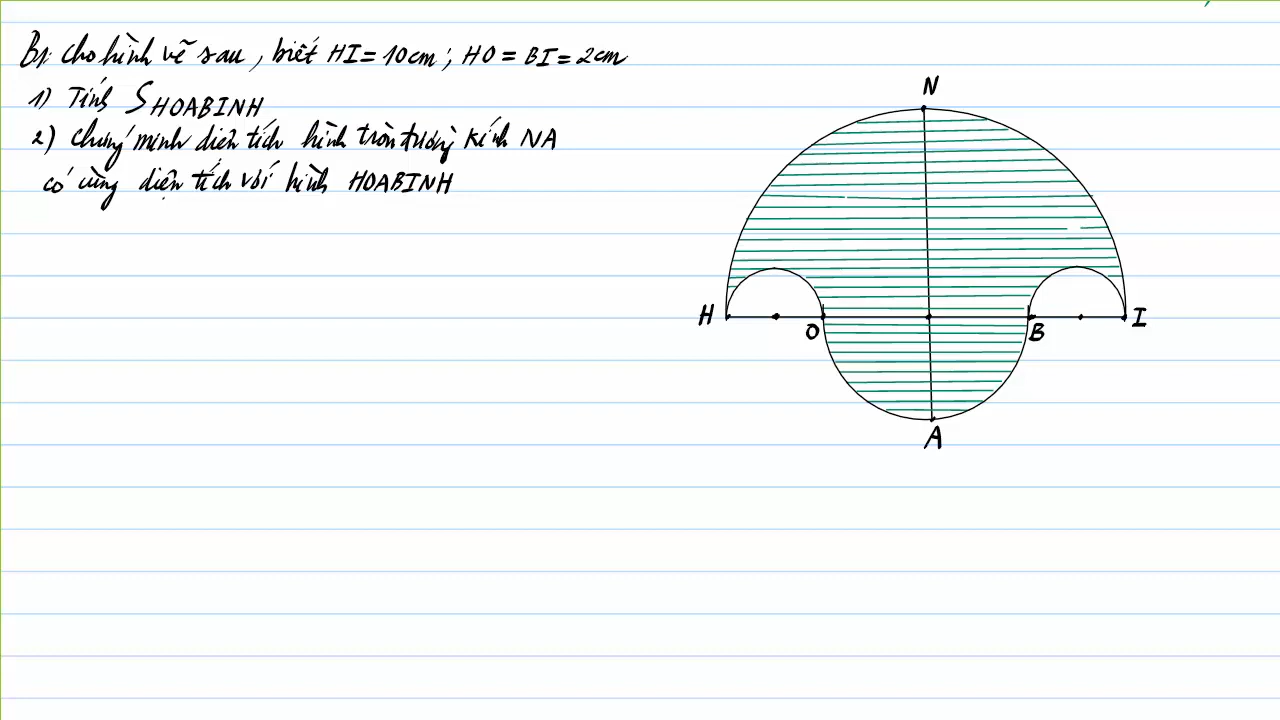 B1: cho hình vẽ sau, biết HI = 10cm; HO = BI = 2cm
1) Tính S HOABINH
2) chứng minh diện tích hình tròn đường kính NA
có cùng diện tích với hình HOABINH
N
H
O
B
I
A